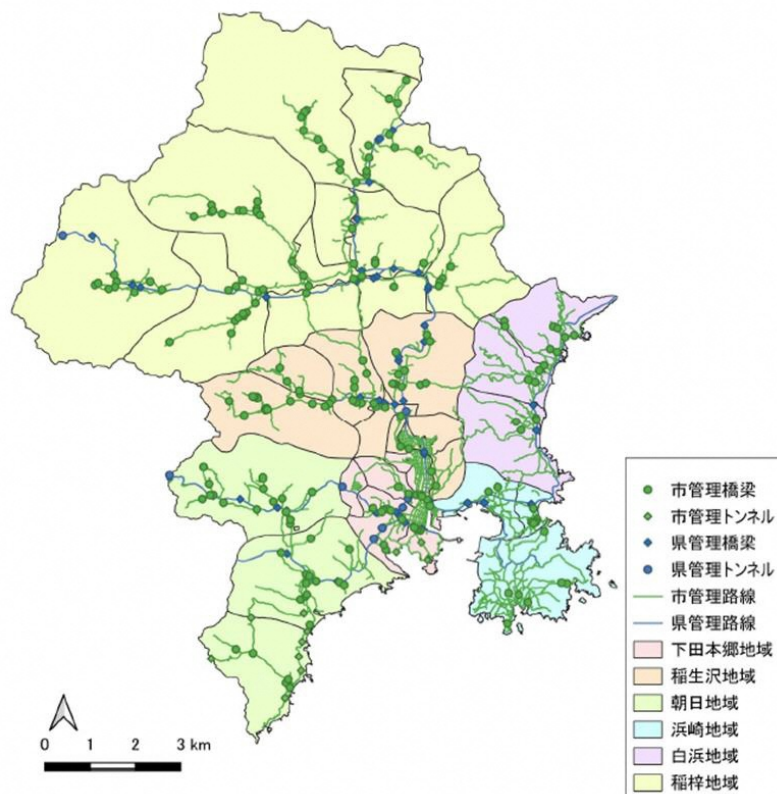 市管理橋梁
市管理トンネル
県管理橋梁
県管理トンネル
市管理路線
県管理路線
下田本郷地域
稲生沢地域
朝日地域
浜崎地域
白浜地域
稲梓地域
0 1 2 3 km